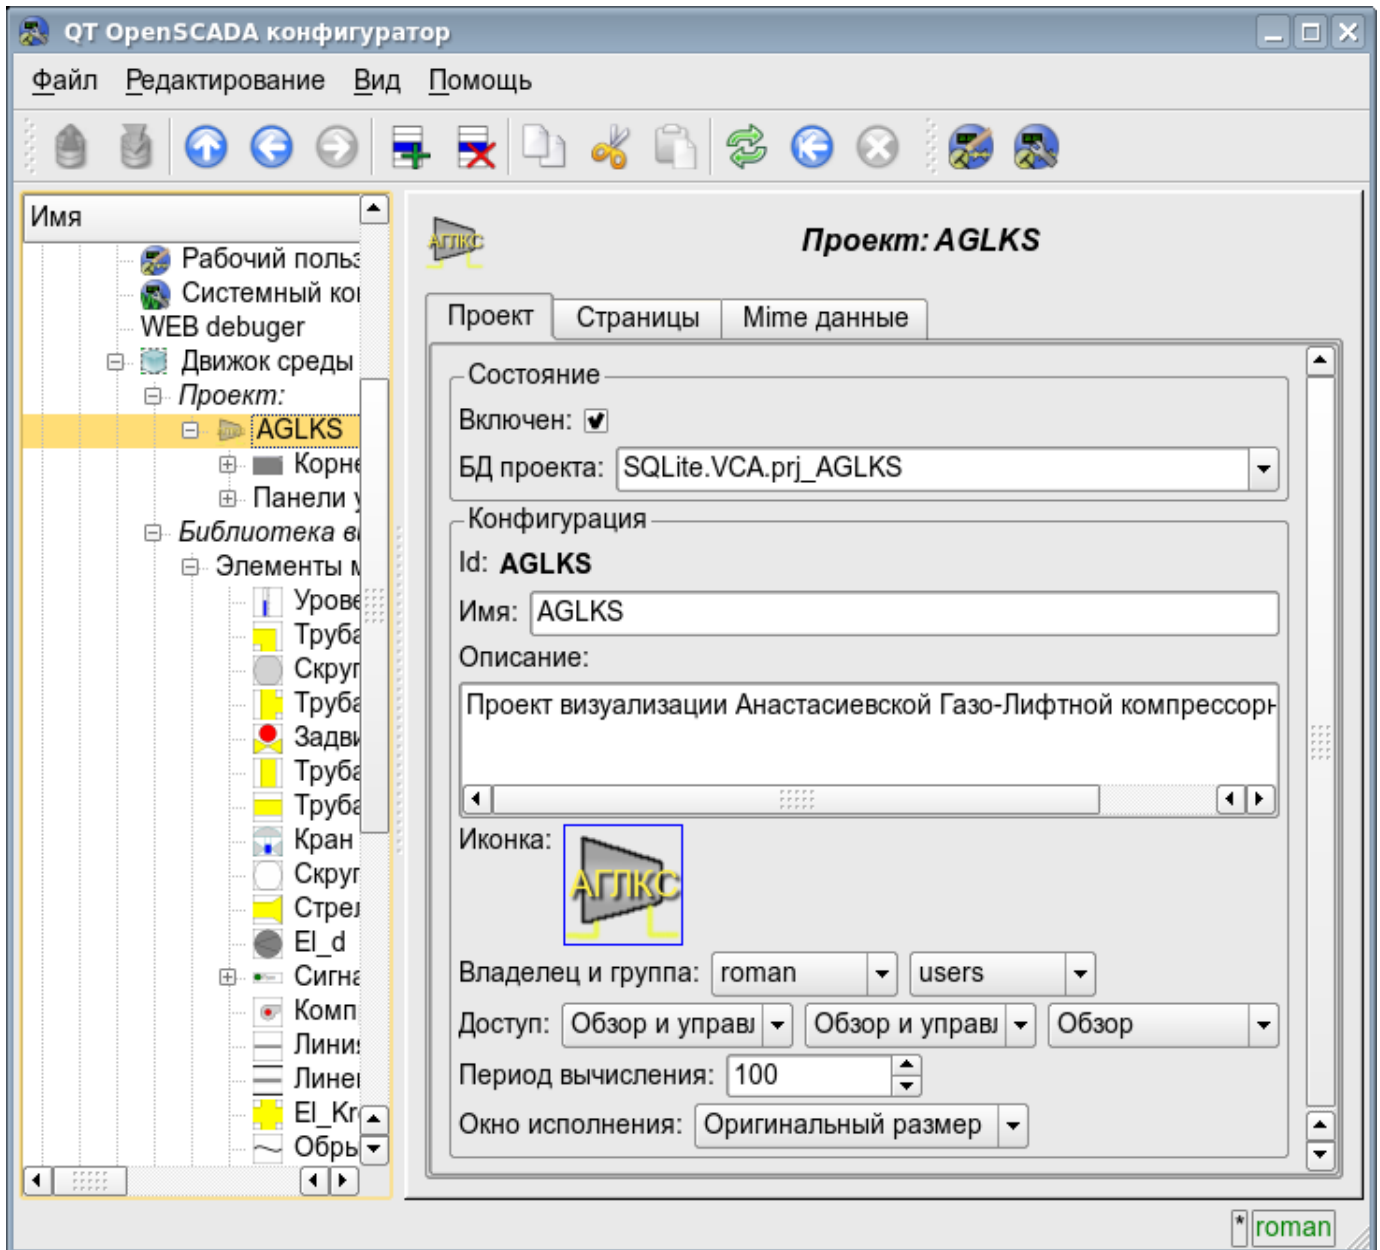 QT OpenSCADA конфигуратор
Файл Редактирование Вид Помощь
Имя
Рабочий польз
Системный ко
WEB debuger
Движок среды
Проект:
AGLKS
Корне
Панели у
Библиотека в
Элементы м
Урове
Труба
Скруг
Труба
Задви
Труба
Труба
Кран
Скруг
Стрел
El_d
Сигна
Комп
Линия
Линей
El_Kr
Обры
АГЛКС
Проект: AGLKS
Проект Страницы Mime данные
Состояние
Включен:
БД проекта: SQLite.VCA.prj_AGLKS
Конфигурация
Id: AGLKS
Имя: AGLKS
Описание:
Проект визуализации Анастасиевской Газо-Лифтной компрессорн
Иконка: АГЛКС
Владелец и группа: roman users
Доступ: Обзор и управл Обзор и управл Обзор
Период вычисления: 100
Окно исполнения: Оригинальный размер
* roman